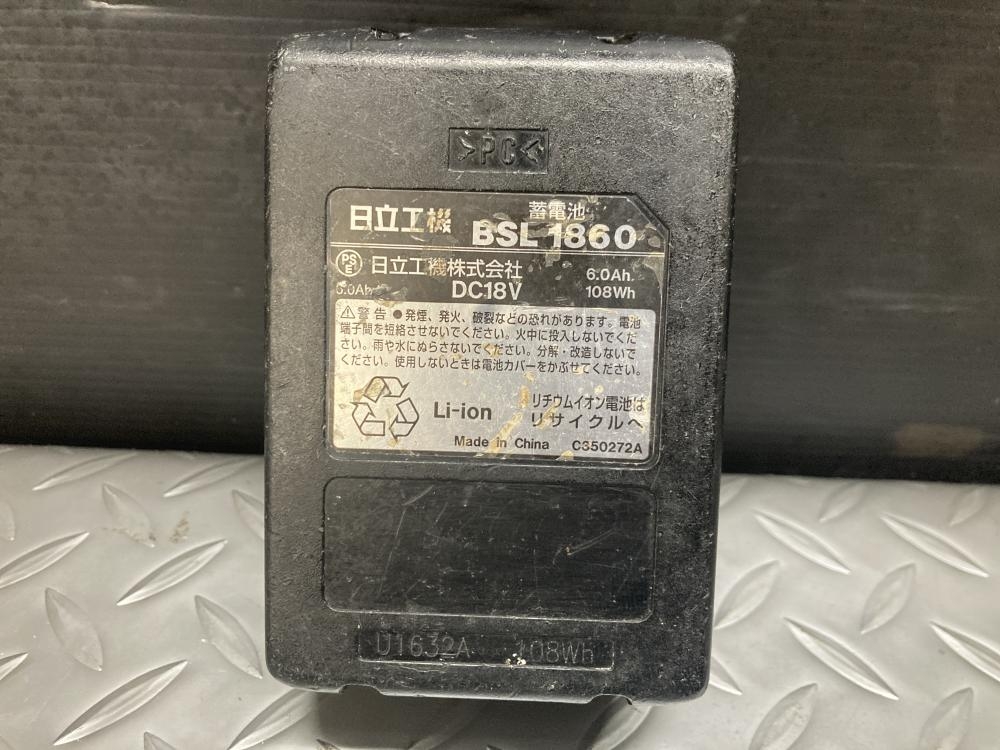 >PC<
日立工機 蓄電池 BSL 1860
PSE 日立工機株式会社 6.0Ah
6.0Ah DC18V 108Wh
⚠警告 ●発煙、発火、破裂などの恐れがあります。電池
端子間を短絡させないでください。火中に投入しないでくだ
さい。雨や水にぬらさないでください。分解・改造しないで
ください。使用しないときは電池カバーをかぶせてください。
Li-ion リチウムイオン電池は
リサイクルへ
Made in China C350272A
U1632A 108Wh